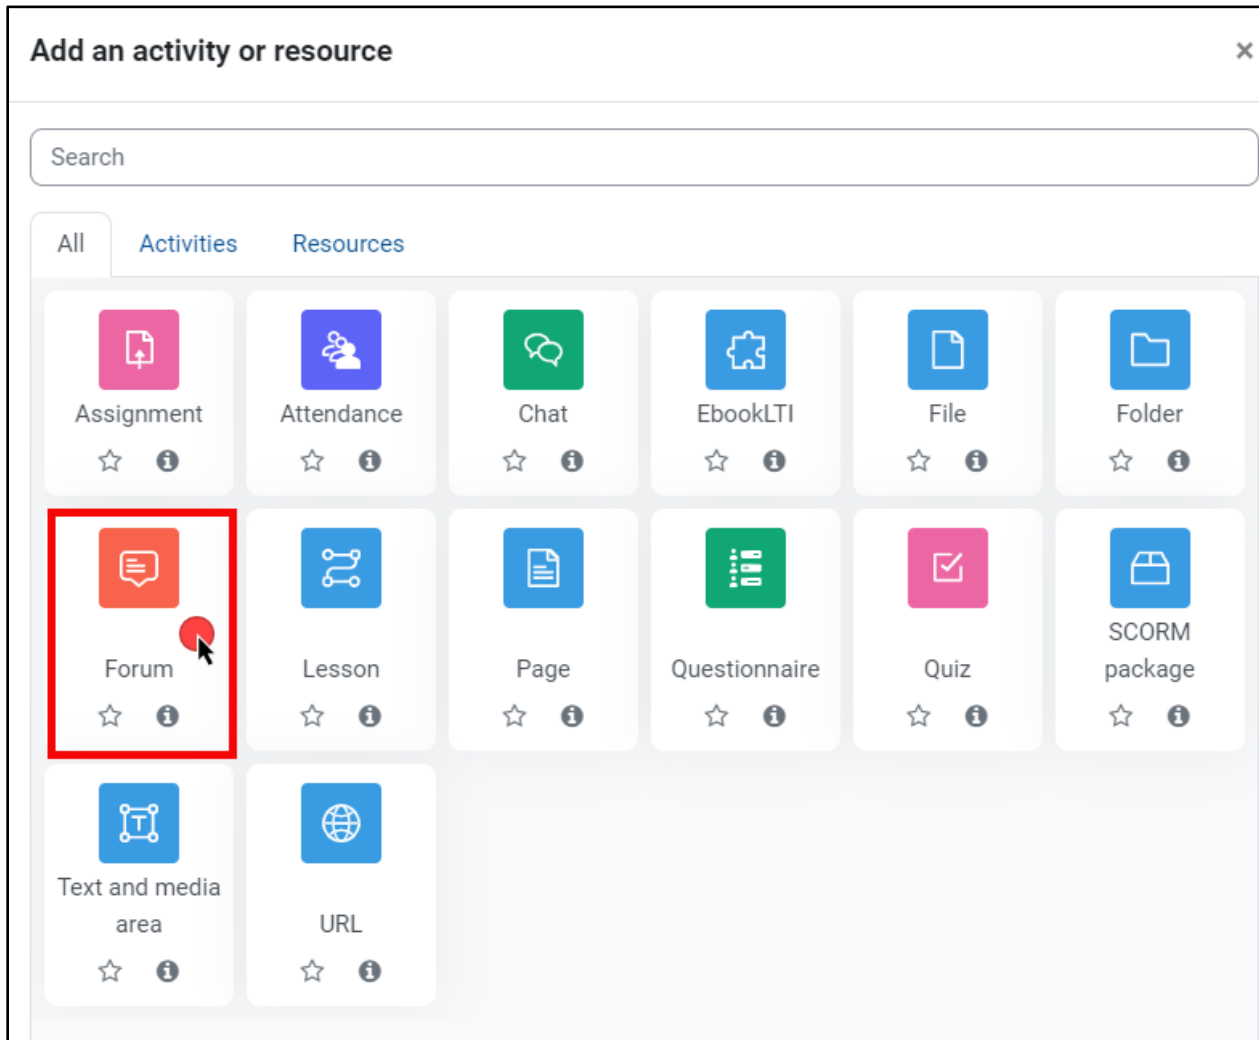 Add an activity or resource ×
Search
All Activities Resources
Assignment Attendance Chat EbookLTI File Folder
Forum Lesson Page Questionnaire Quiz SCORM package
Text and media area URL